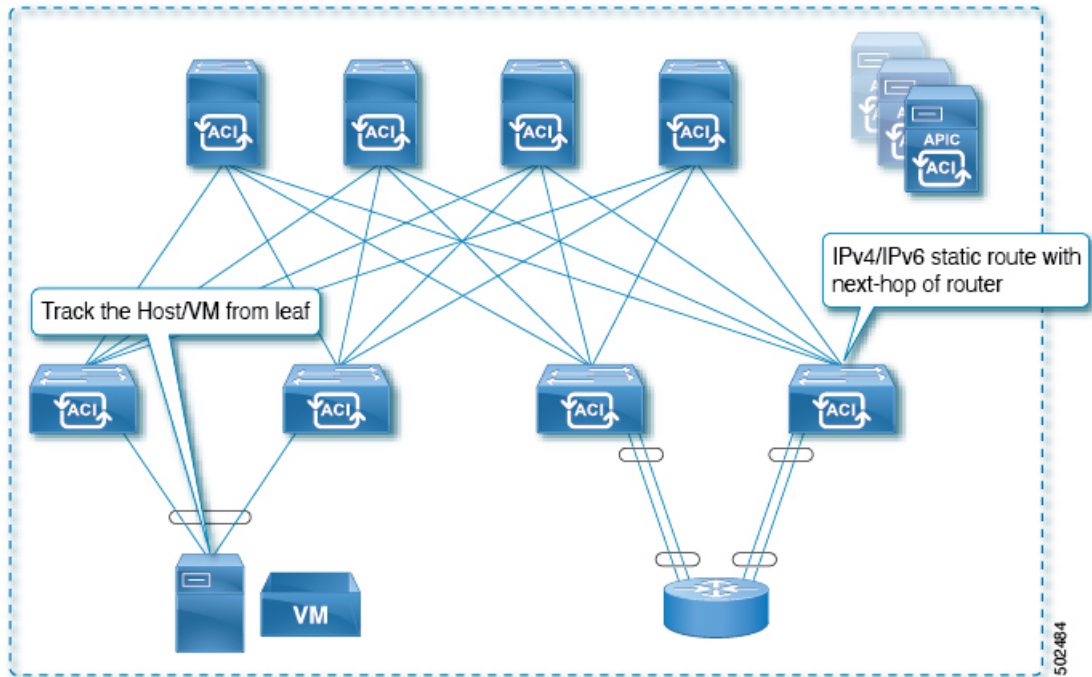 ACI
ACI
ACI
ACI
A
A
APIC
ACI
IPv4/IPv6 static route with
next-hop of router
Track the Host/VM from leaf
ACI
ACI
ACI
ACI
VM
502484